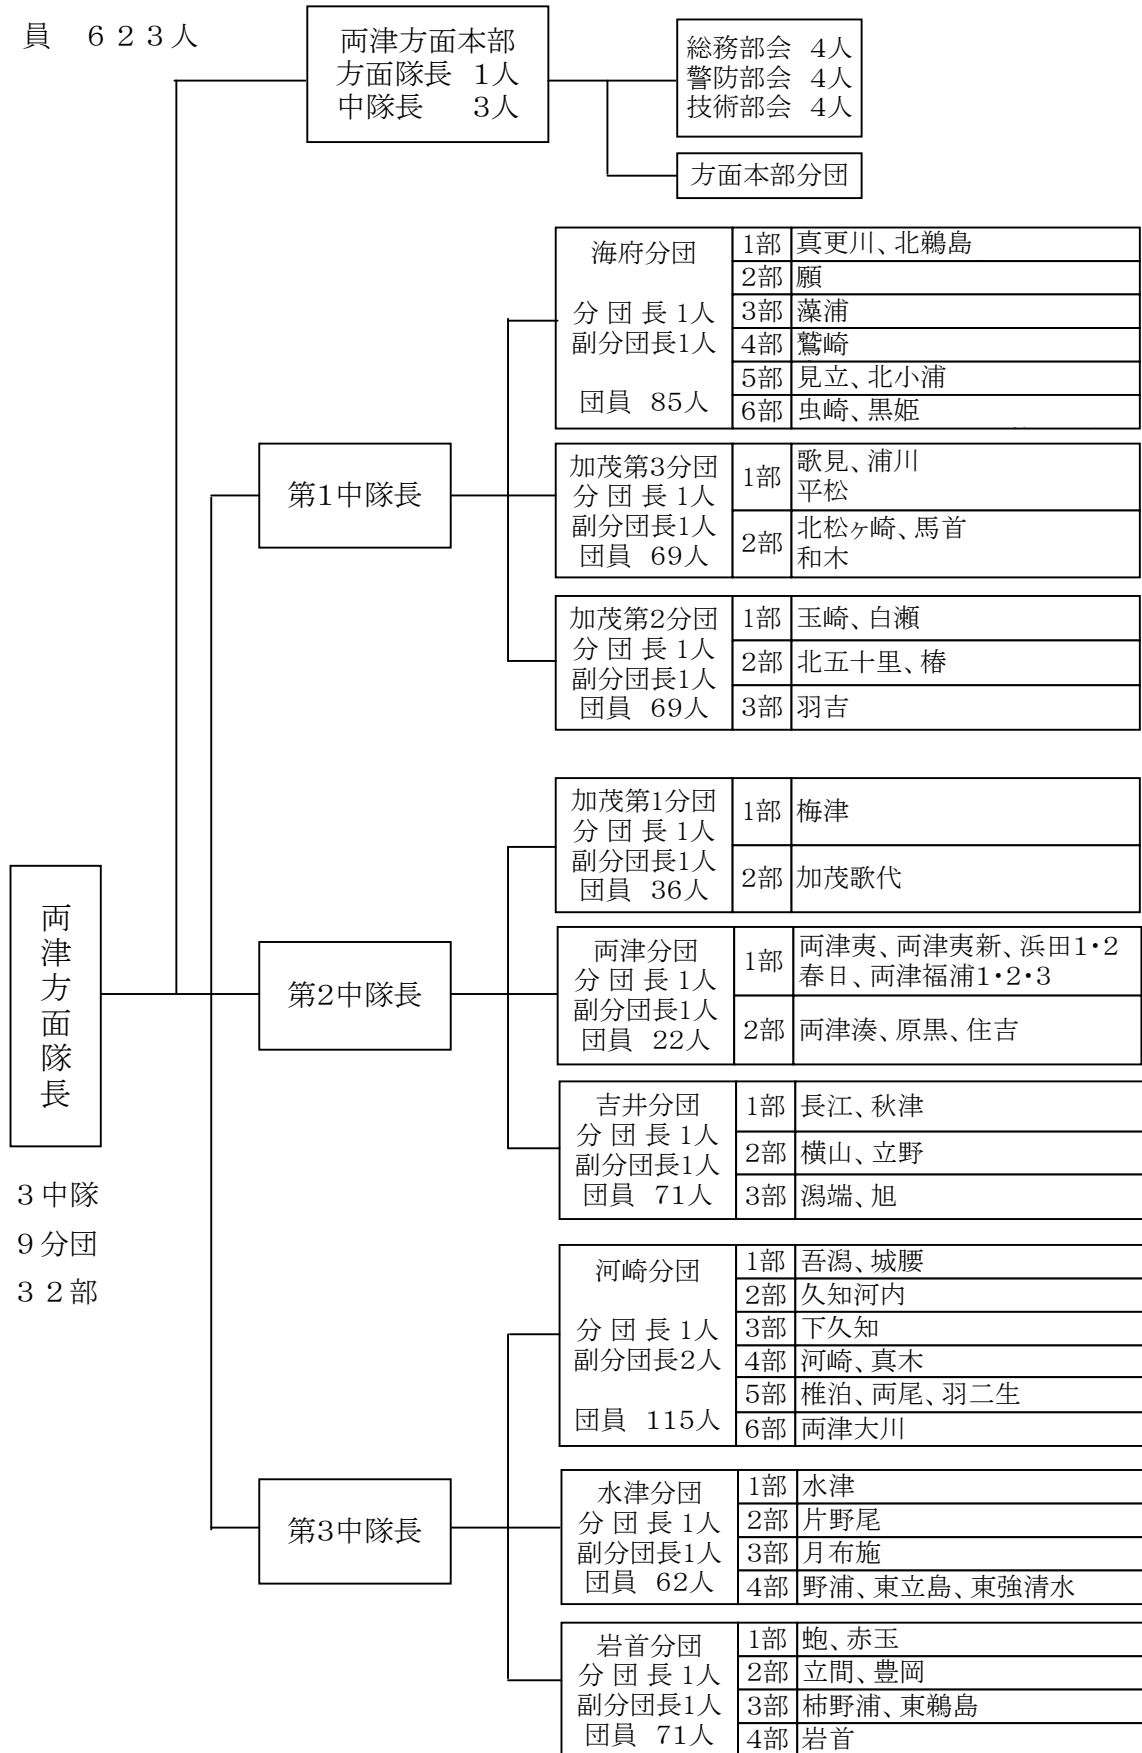 員　６２３人
両津方面本部
方面隊長 1人
中隊長　 3人
総務部会 4人
警防部会 4人
技術部会 4人
方面本部分団
海府分団
分 団 長 1人
副分団長1人
団員 85人
1部 真更川、北鵜島
2部 願
3部 藻浦
4部 鷲崎
5部 見立、北小浦
6部 虫崎、黒姫
第1中隊長
加茂第3分団
分 団 長 1人
副分団長1人
団員 69人
1部 歌見、浦川
平松
2部 北松ヶ崎、馬首
和木
加茂第2分団
分 団 長 1人
副分団長1人
団員 69人
1部 玉崎、白瀬
2部 北五十里、椿
3部 羽吉
加茂第1分団
分 団 長 1人
副分団長1人
団員 36人
1部 梅津
2部 加茂歌代
両津方面隊長
３中隊
９分団
３２部
第2中隊長
両津分団
分 団 長 1人
副分団長1人
団員 22人
1部 両津夷、両津夷新、浜田1・2
春日、両津福浦1・2・3
2部 両津湊、原黒、住吉
吉井分団
分 団 長 1人
副分団長1人
団員 71人
1部 長江、秋津
2部 横山、立野
3部 潟端、旭
河崎分団
分 団 長 1人
副分団長2人
団員 115人
1部 吾潟、城腰
2部 久知河内
3部 下久知
4部 河崎、真木
5部 椎泊、両尾、羽二生
6部 両津大川
第3中隊長
水津分団
分 団 長 1人
副分団長1人
団員 62人
1部 水津
2部 片野尾
3部 月布施
4部 野浦、東立島、東強清水
岩首分団
分 団 長 1人
副分団長1人
団員 71人
1部 蚫、赤玉
2部 立間、豊岡
3部 柿野浦、東鵜島
4部 岩首